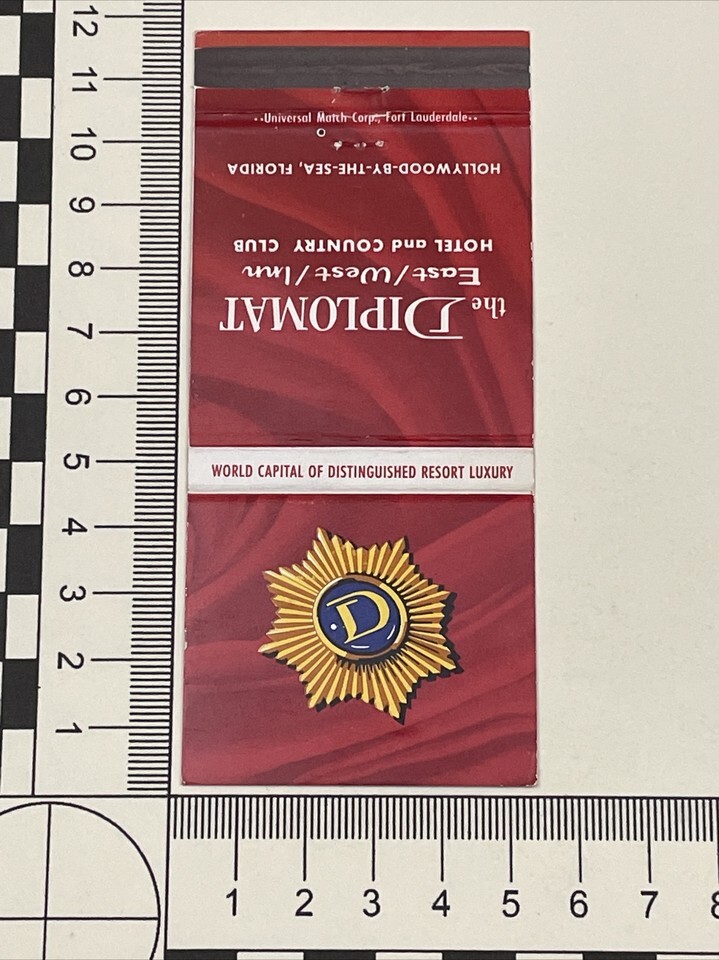 ··Universal Match Corp., Fort Lauderdale··
the DIPLOMAT
East/West/Inn
HOTEL and COUNTRY CLUB
HOLLYWOOD-BY-THE-SEA, FLORIDA
WORLD CAPITAL OF DISTINGUISHED RESORT LUXURY
D
12
11
10
9
8
7
6
5
4
3
2
1
1 2 3 4 5 6 7 8